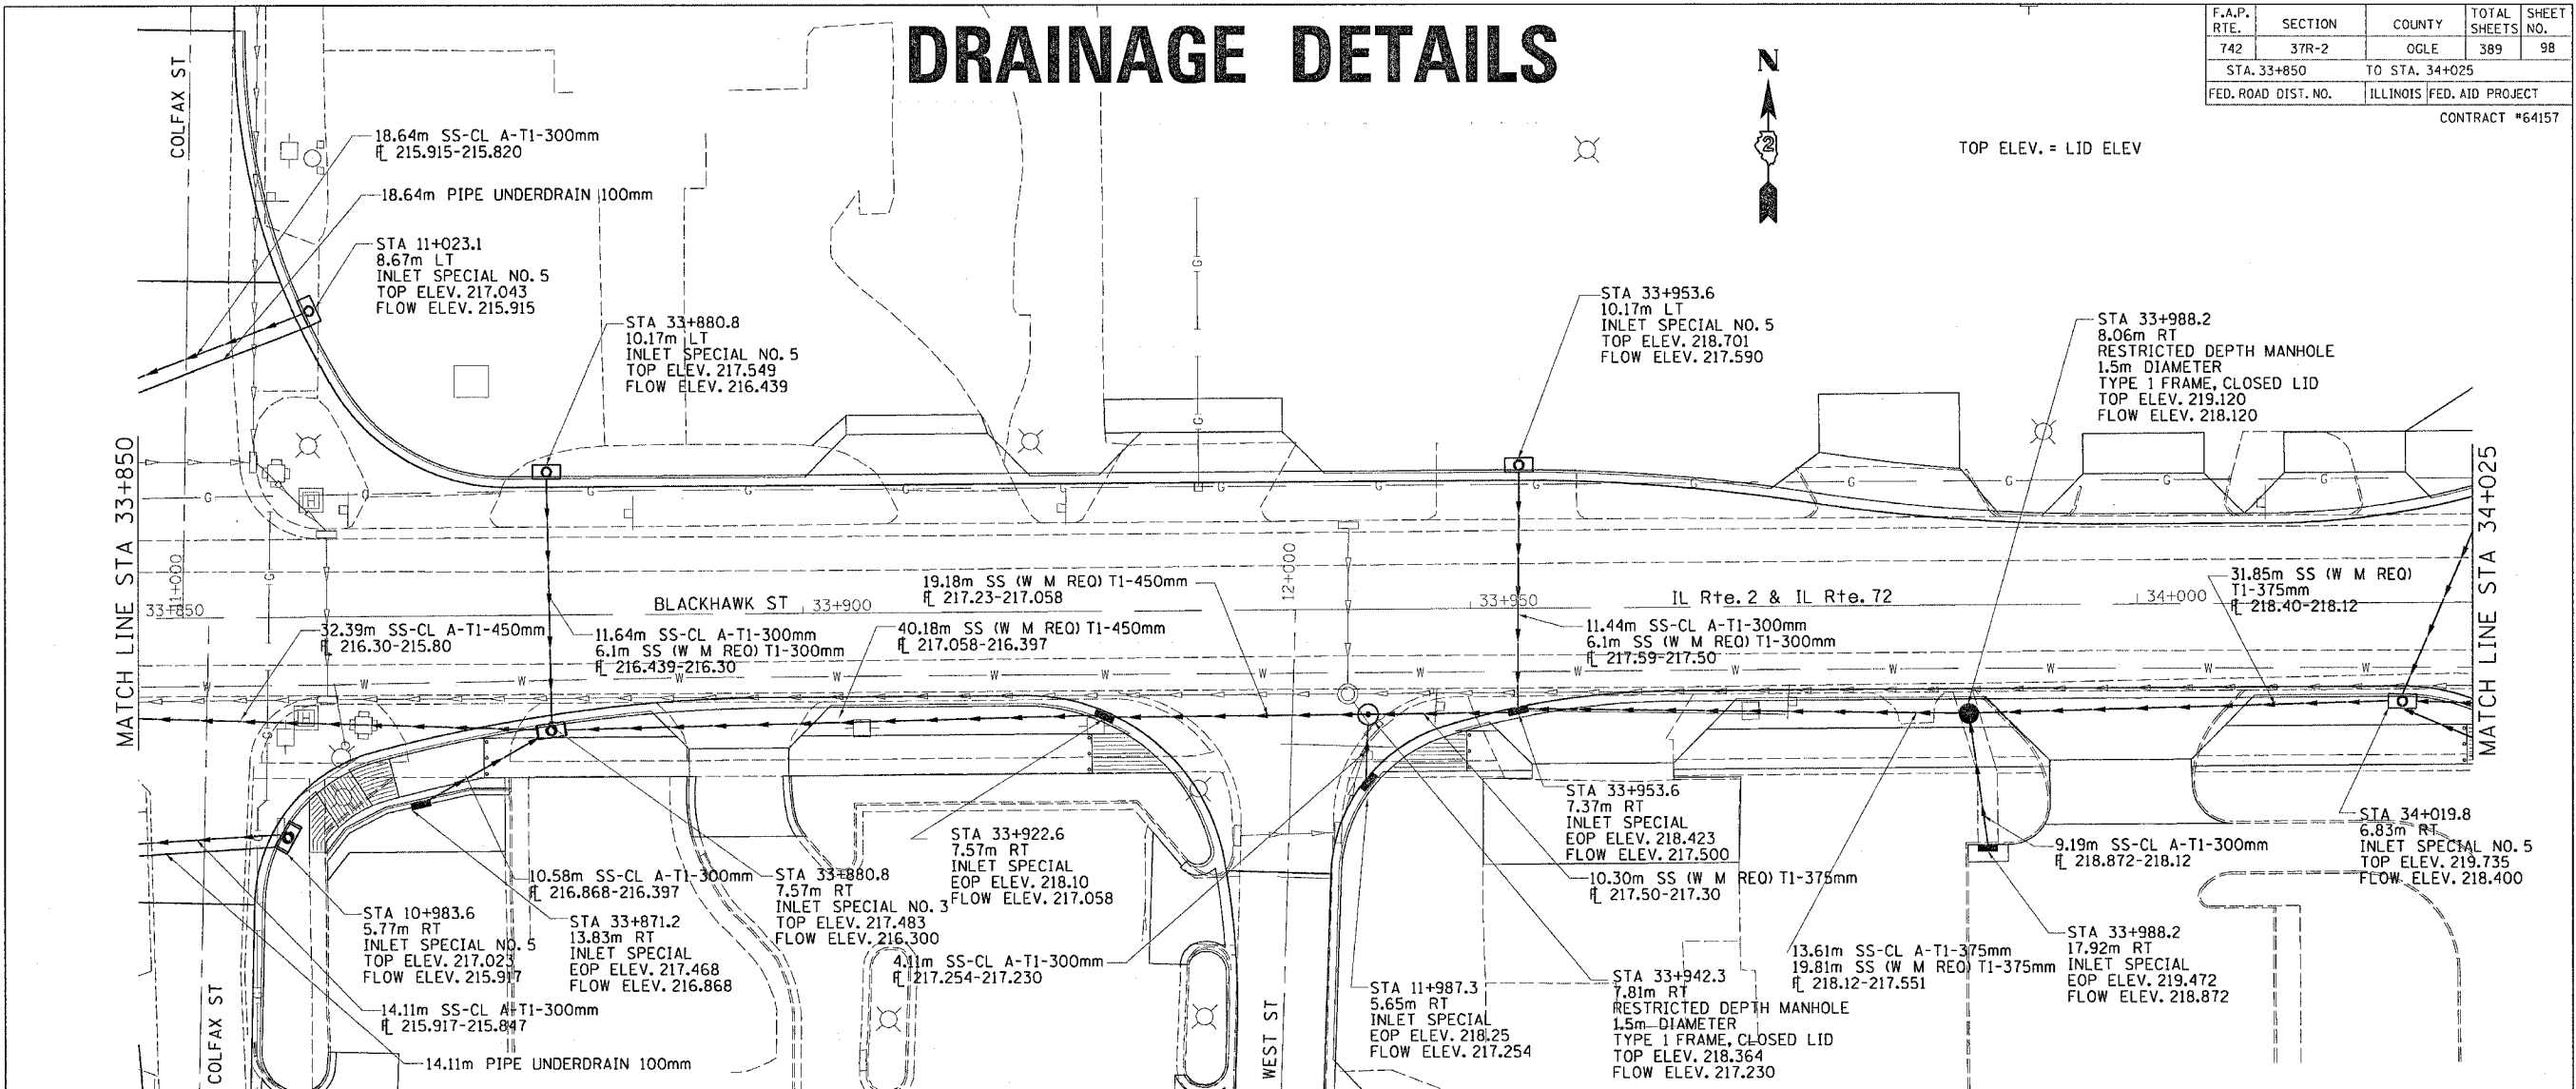 DRAINAGE DETAILS
F.A.P. RTE.
SECTION
COUNTY
TOTAL SHEETS
SHEET NO.
742
37R-2
OGLE
389
98
STA. 33+850 TO STA. 34+025
FED. ROAD DIST. NO.
ILLINOIS
FED. AID PROJECT
CONTRACT #64157
N
2
TOP ELEV. = LID ELEV
COLFAX ST
18.64m SS-CL A-T1-300mm
FL 215.915-215.820
18.64m PIPE UNDERDRAIN 100mm
STA 11+023.1
8.67m LT
INLET SPECIAL NO. 5
TOP ELEV. 217.043
FLOW ELEV. 215.915
STA 33+880.8
10.17m LT
INLET SPECIAL NO. 5
TOP ELEV. 217.549
FLOW ELEV. 216.439
STA 33+953.6
10.17m LT
INLET SPECIAL NO. 5
TOP ELEV. 218.701
FLOW ELEV. 217.590
STA 33+988.2
8.06m RT
RESTRICTED DEPTH MANHOLE
1.5m DIAMETER
TYPE 1 FRAME, CLOSED LID
TOP ELEV. 219.120
FLOW ELEV. 218.120
MATCH LINE STA 33+850
MATCH LINE STA 34+025
11+000
12+000
33+850
BLACKHAWK ST
33+900
33+950
IL Rte. 2 & IL Rte. 72
34+000
19.18m SS (W M REQ) T1-450mm
FL 217.23-217.058
31.85m SS (W M REQ)
T1-375mm
FL 218.40-218.12
32.39m SS-CL A-T1-450mm
FL 216.30-215.80
11.64m SS-CL A-T1-300mm
6.1m SS (W M REQ) T1-300mm
FL 216.439-216.30
40.18m SS (W M REQ) T1-450mm
FL 217.058-216.397
11.44m SS-CL A-T1-300mm
6.1m SS (W M REQ) T1-300mm
FL 217.59-217.50
10.58m SS-CL A-T1-300mm
FL 216.868-216.397
STA 33+880.8
7.57m RT
INLET SPECIAL NO. 3
TOP ELEV. 217.483
FLOW ELEV. 216.300
STA 33+922.6
7.57m RT
INLET SPECIAL
EOP ELEV. 218.10
FLOW ELEV. 217.058
STA 33+953.6
7.37m RT
INLET SPECIAL
EOP ELEV. 218.423
FLOW ELEV. 217.500
10.30m SS (W M REQ) T1-375mm
FL 217.50-217.30
9.19m SS-CL A-T1-300mm
FL 218.872-218.12
STA 34+019.8
6.83m RT
INLET SPECIAL NO. 5
TOP ELEV. 219.735
FLOW ELEV. 218.400
STA 10+983.6
5.77m RT
INLET SPECIAL NO. 5
TOP ELEV. 217.023
FLOW ELEV. 215.917
STA 33+871.2
13.83m RT
INLET SPECIAL
EOP ELEV. 217.468
FLOW ELEV. 216.868
4.11m SS-CL A-T1-300mm
FL 217.254-217.230
13.61m SS-CL A-T1-375mm
19.81m SS (W M REQ) T1-375mm
FL 218.12-217.551
STA 33+988.2
17.92m RT
INLET SPECIAL
EOP ELEV. 219.472
FLOW ELEV. 218.872
STA 11+987.3
5.65m RT
INLET SPECIAL
EOP ELEV. 218.25
FLOW ELEV. 217.254
STA 33+942.3
7.81m RT
RESTRICTED DEPTH MANHOLE
1.5m DIAMETER
TYPE 1 FRAME, CLOSED LID
TOP ELEV. 218.364
FLOW ELEV. 217.230
14.11m SS-CL A-T1-300mm
FL 215.917-215.847
14.11m PIPE UNDERDRAIN 100mm
COLFAX ST
WEST ST